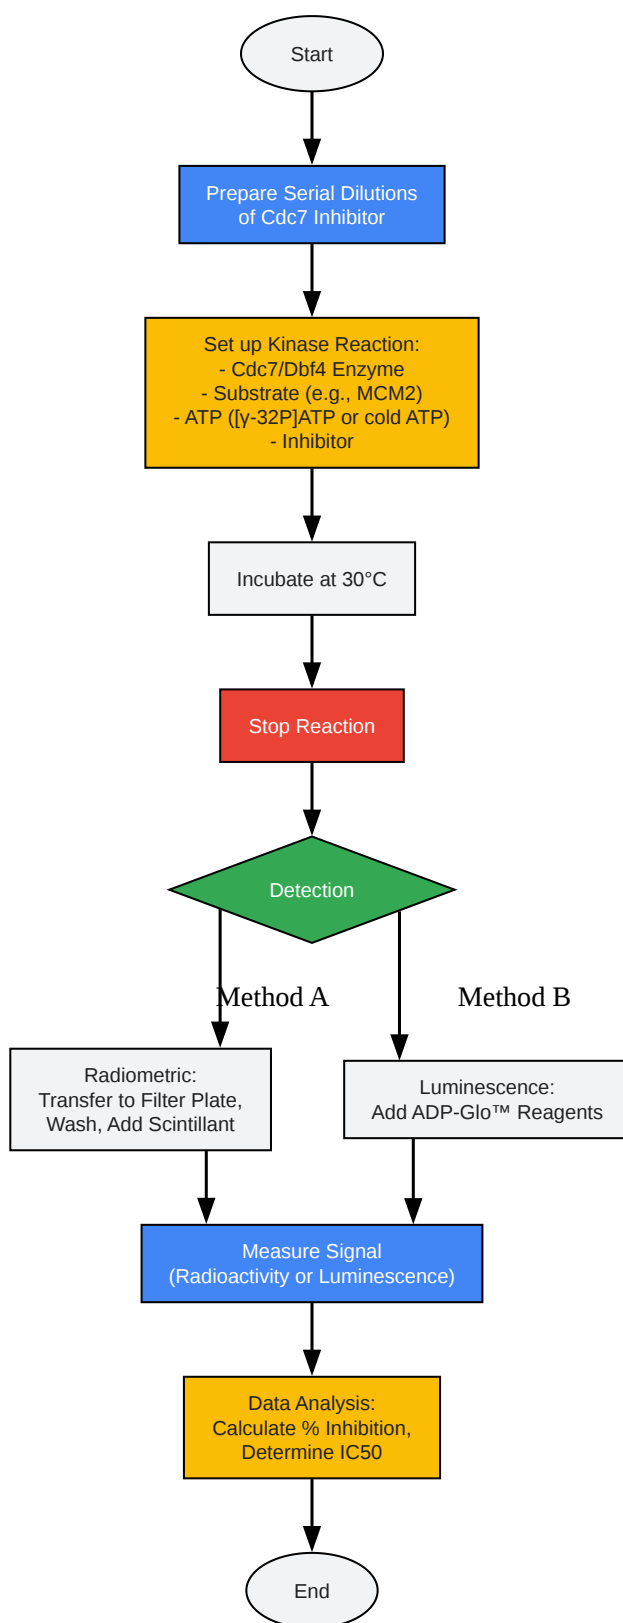 Start
Prepare Serial Dilutions
of Cdc7 Inhibitor
Set up Kinase Reaction:
- Cdc7/Dbf4 Enzyme
- Substrate (e.g., MCM2)
- ATP ([γ-32P]ATP or cold ATP)
- Inhibitor
Incubate at 30°C
Stop Reaction
Detection
Method A
Method B
Radiometric:
Transfer to Filter Plate,
Wash, Add Scintillant
Luminescence:
Add ADP-Glo™ Reagents
Measure Signal
(Radioactivity or Luminescence)
Data Analysis:
Calculate % Inhibition,
Determine IC50
End